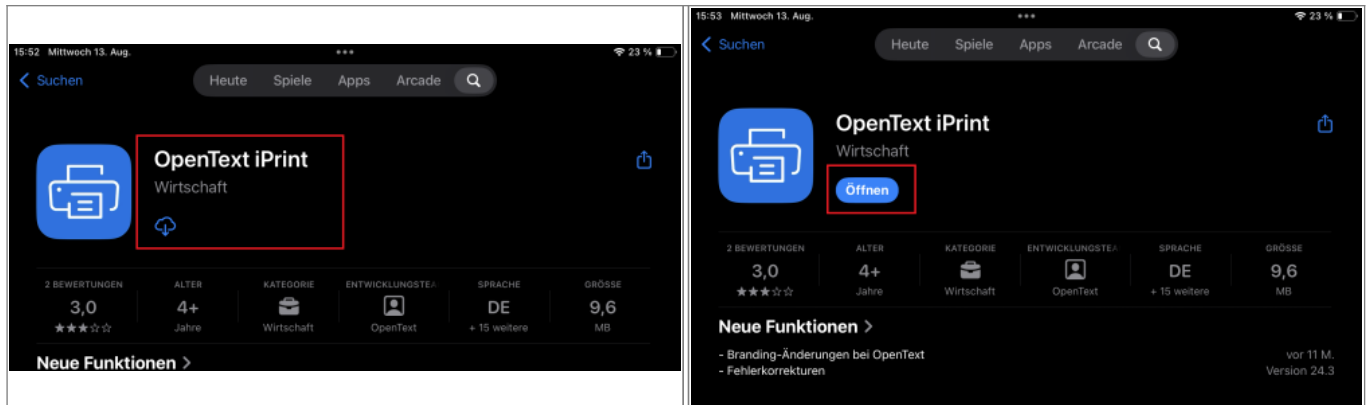 15:52 Mittwoch 13. Aug.
23 %
Suchen
Heute Spiele Apps Arcade
OpenText iPrint
Wirtschaft
2 BEWERTUNGEN ALTER KATEGORIE ENTWICKLUNGSTEA SPRACHE GRÖSSE
3,0 4+ DE 9,6
★★★☆☆ Jahre Wirtschaft OpenText + 15 weitere MB
Neue Funktionen >
15:53 Mittwoch 13. Aug.
23 %
Suchen
Heute Spiele Apps Arcade
OpenText iPrint
Wirtschaft
Öffnen
2 BEWERTUNGEN ALTER KATEGORIE ENTWICKLUNGSTEA SPRACHE GRÖSSE
3,0 4+ DE 9,6
★★★☆☆ Jahre Wirtschaft OpenText + 15 weitere MB
Neue Funktionen >
- Branding-Änderungen bei OpenText vor 11 M.
- Fehlerkorrekturen Version 24.3